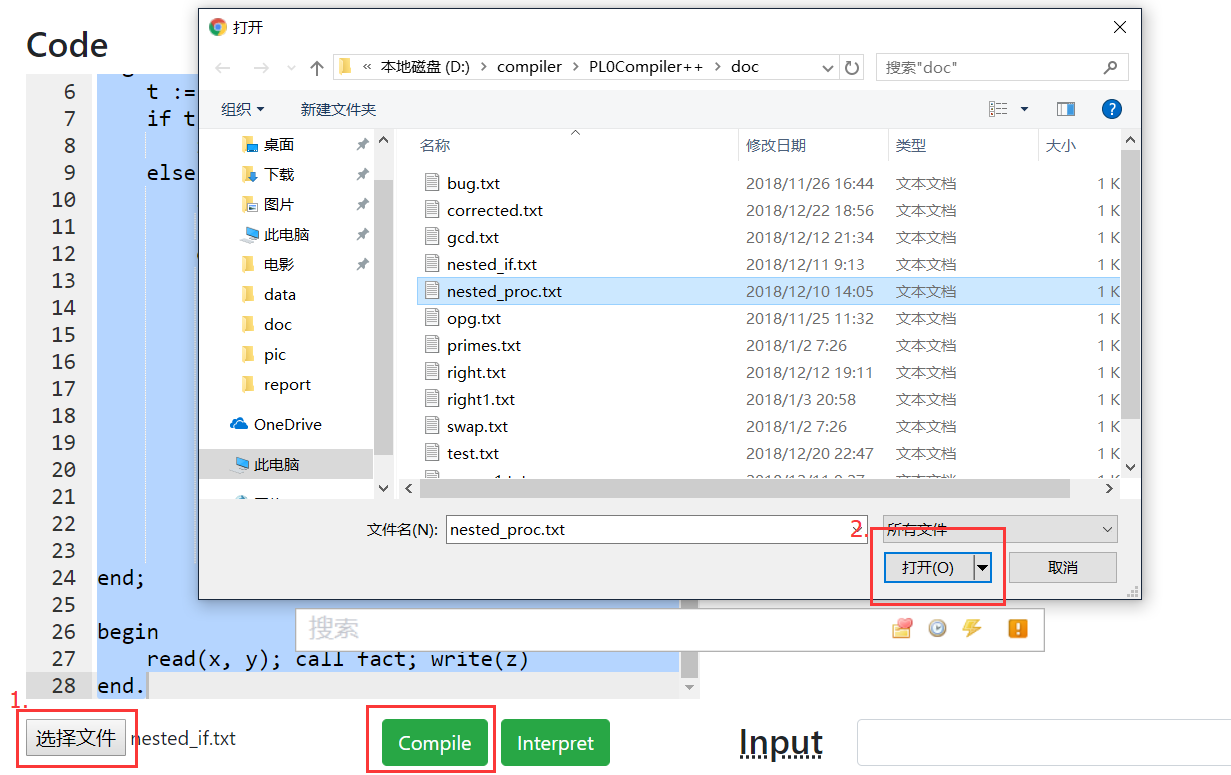 打开
Code
« 本地磁盘 (D:) > compiler > PL0Compiler++ > doc
搜索"doc"
组织 新建文件夹
名称 修改日期 类型 大小
桌面
下载
图片
此电脑
电影
data
doc
pic
report
OneDrive
此电脑
bug.txt 2018/11/26 16:44 文本文档 1 K
corrected.txt 2018/12/22 18:56 文本文档 1 K
gcd.txt 2018/12/12 21:34 文本文档 1 K
nested_if.txt 2018/12/11 9:13 文本文档 1 K
nested_proc.txt 2018/12/10 14:05 文本文档 1 K
opg.txt 2018/11/25 11:32 文本文档 1 K
primes.txt 2018/1/2 7:26 文本文档 1 K
right.txt 2018/12/12 19:11 文本文档 1 K
right1.txt 2018/1/3 20:58 文本文档 1 K
swap.txt 2018/1/2 7:26 文本文档 1 K
test.txt 2018/12/20 22:47 文本文档 1 K
文件名(N): nested_proc.txt 所有文件
2.
打开(O) 取消
6 t :=
7 if t
8
9 else
10
11
12
13
14
15
16
17
18
19
20
21
22
23
24 end;
25
26 begin
27 read(x, y); call fact; write(z)
28 end.
搜索
1.
选择文件 nested_if.txt Compile Interpret Input